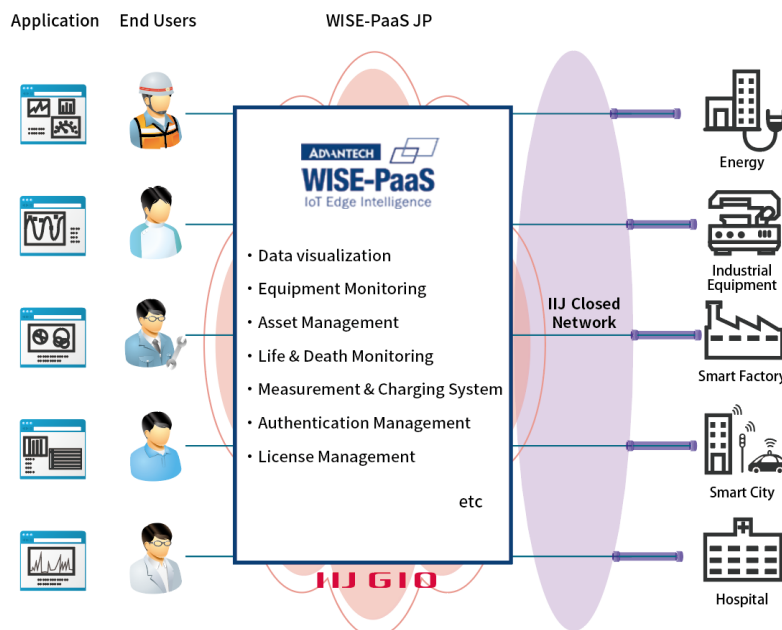 Application
End Users
WISE-PaaS JP
ADVANTECH
WISE-PaaS
IoT Edge Intelligence
・Data visualization
・Equipment Monitoring
・Asset Management
・Life & Death Monitoring
・Measurement & Charging System
・Authentication Management
・License Management
etc
IIJ GIO
IIJ Closed
Network
Energy
Industrial
Equipment
Smart Factory
Smart City
Hospital